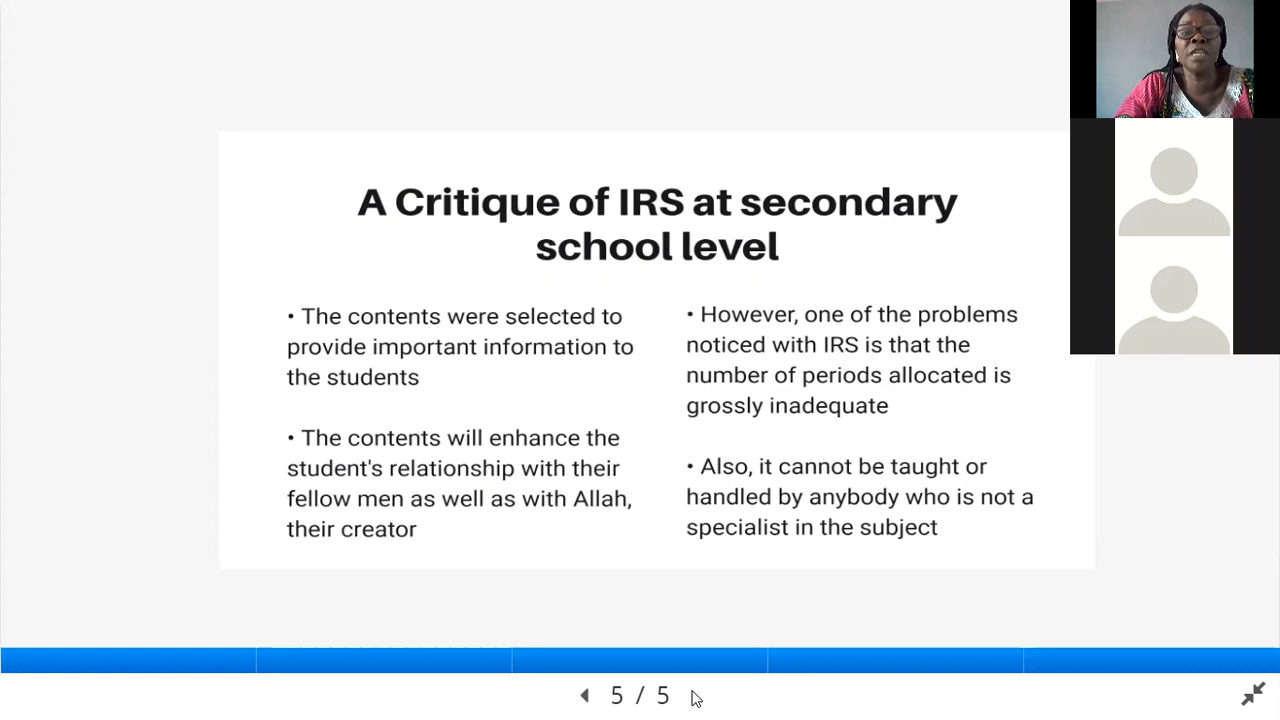 A Critique of IRS at secondary
school level
• The contents were selected to
provide important information to
the students
• The contents will enhance the
student's relationship with their
fellow men as well as with Allah,
their creator
• However, one of the problems
noticed with IRS is that the
number of periods allocated is
grossly inadequate
• Also, it cannot be taught or
handled by anybody who is not a
specialist in the subject
5 / 5